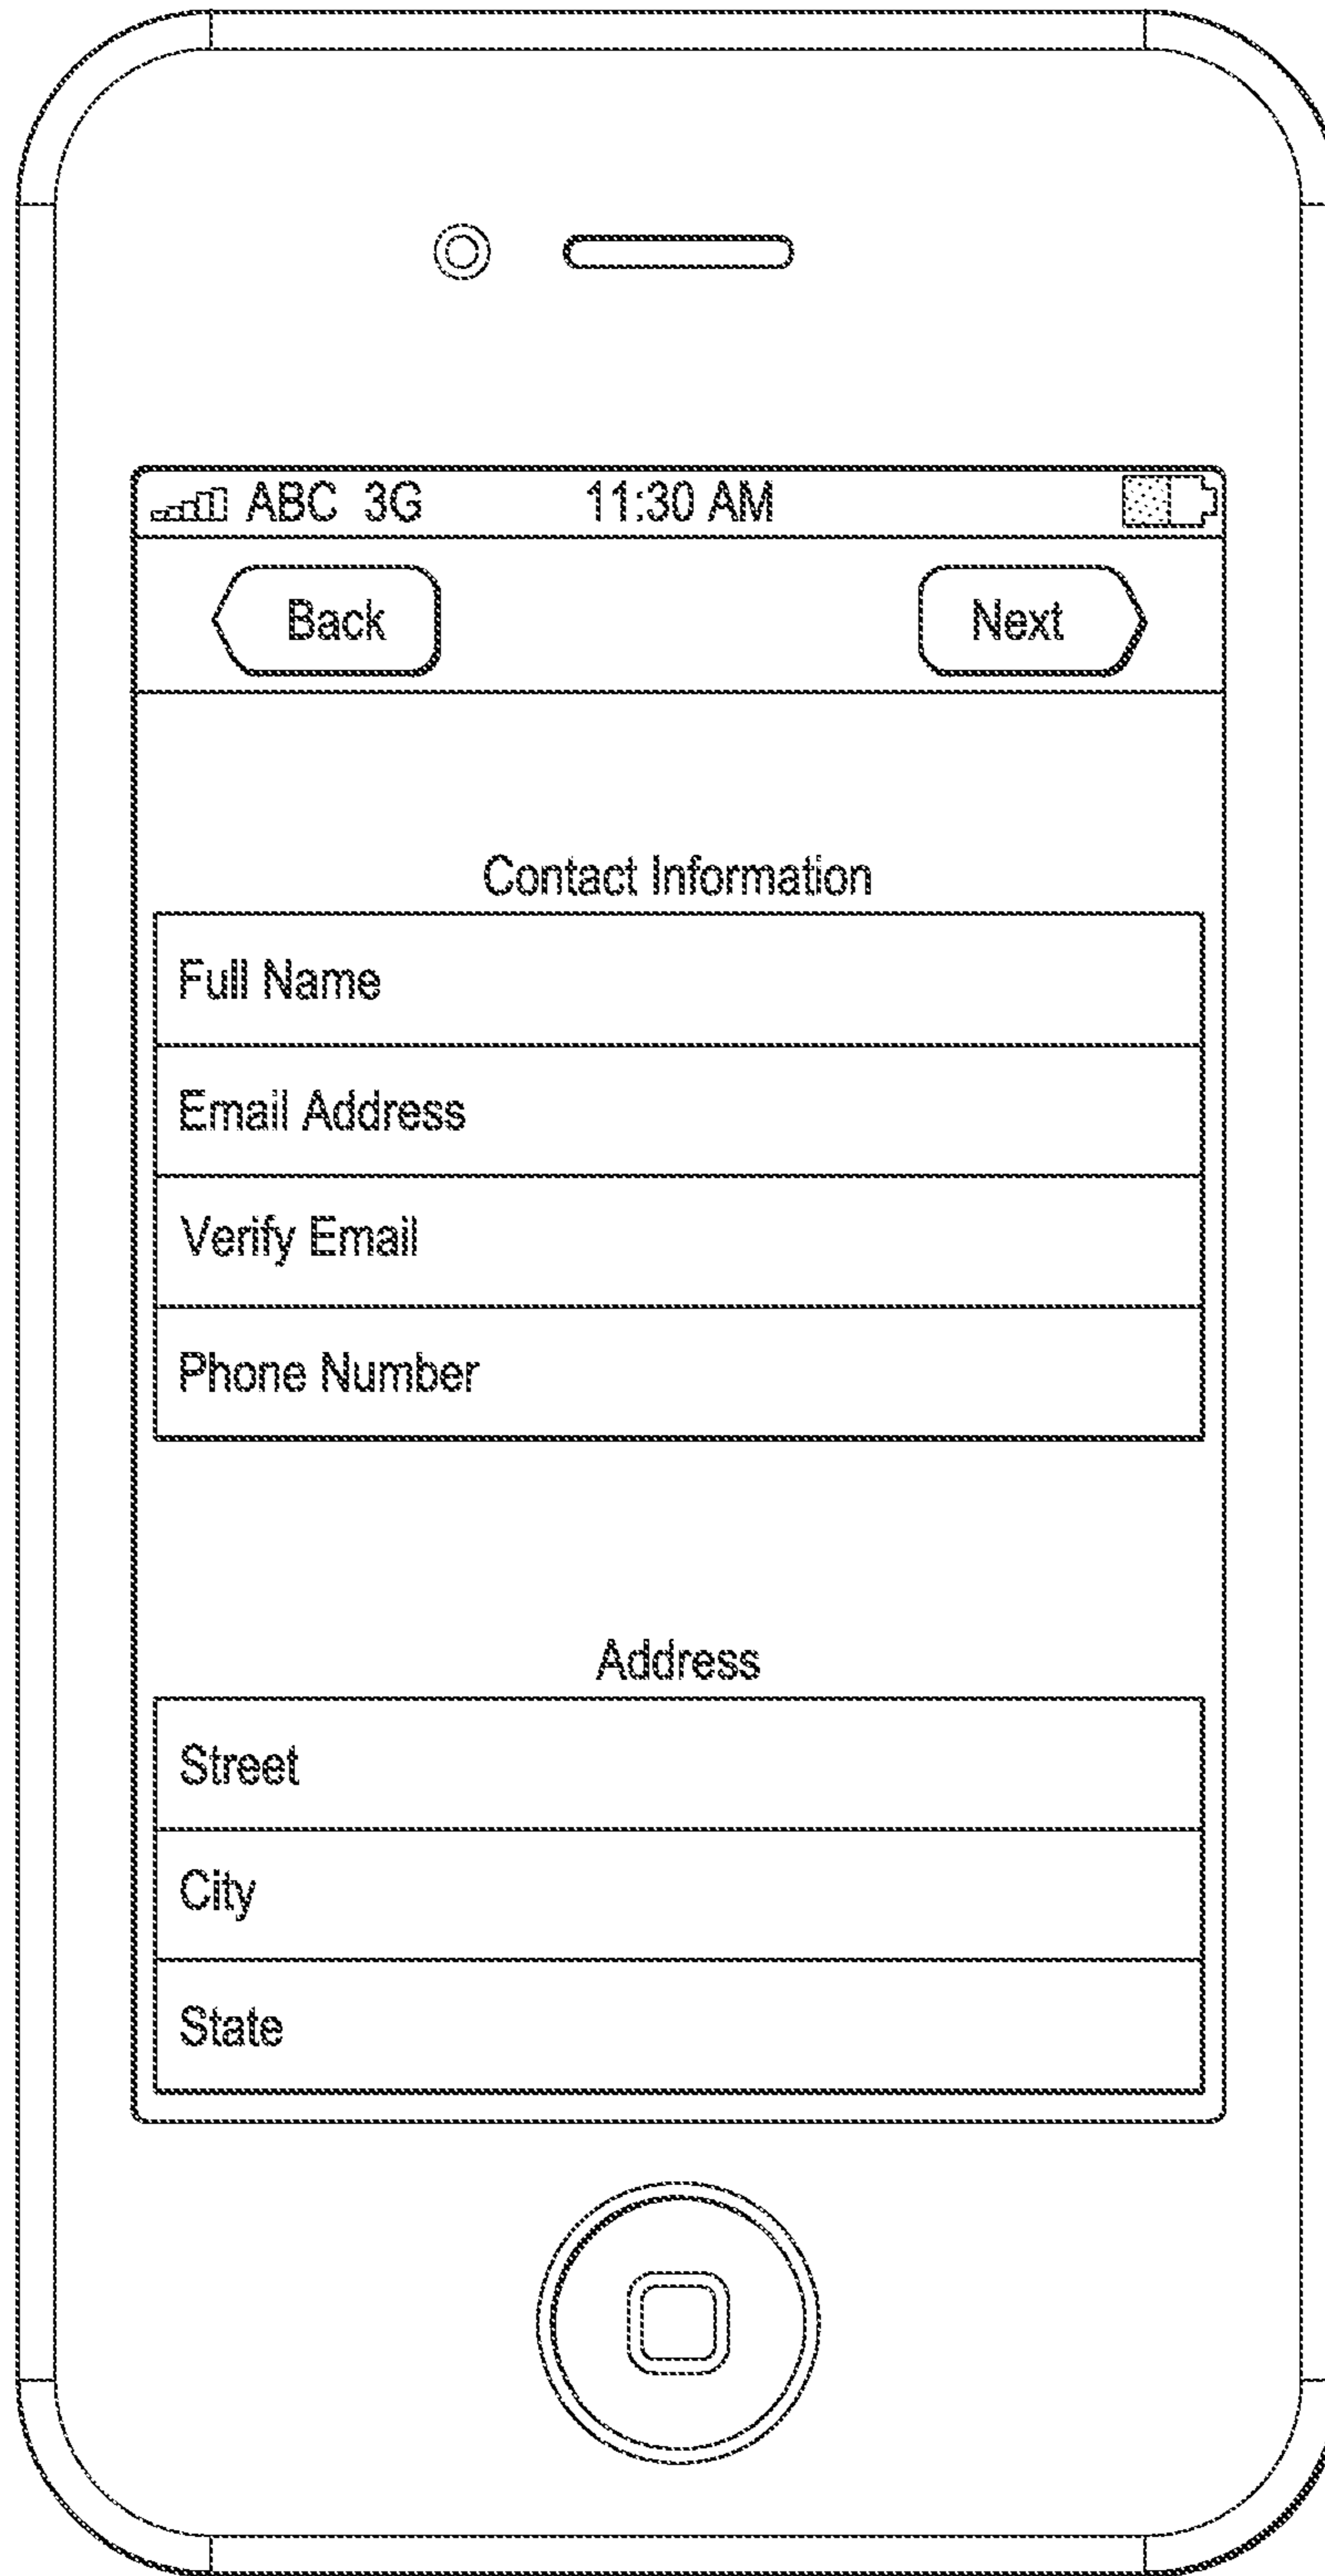 ABC 3G 11:30 AM
Back Next
Contact Information
Full Name
Email Address
Verify Email
Phone Number
Address
Street
City
State